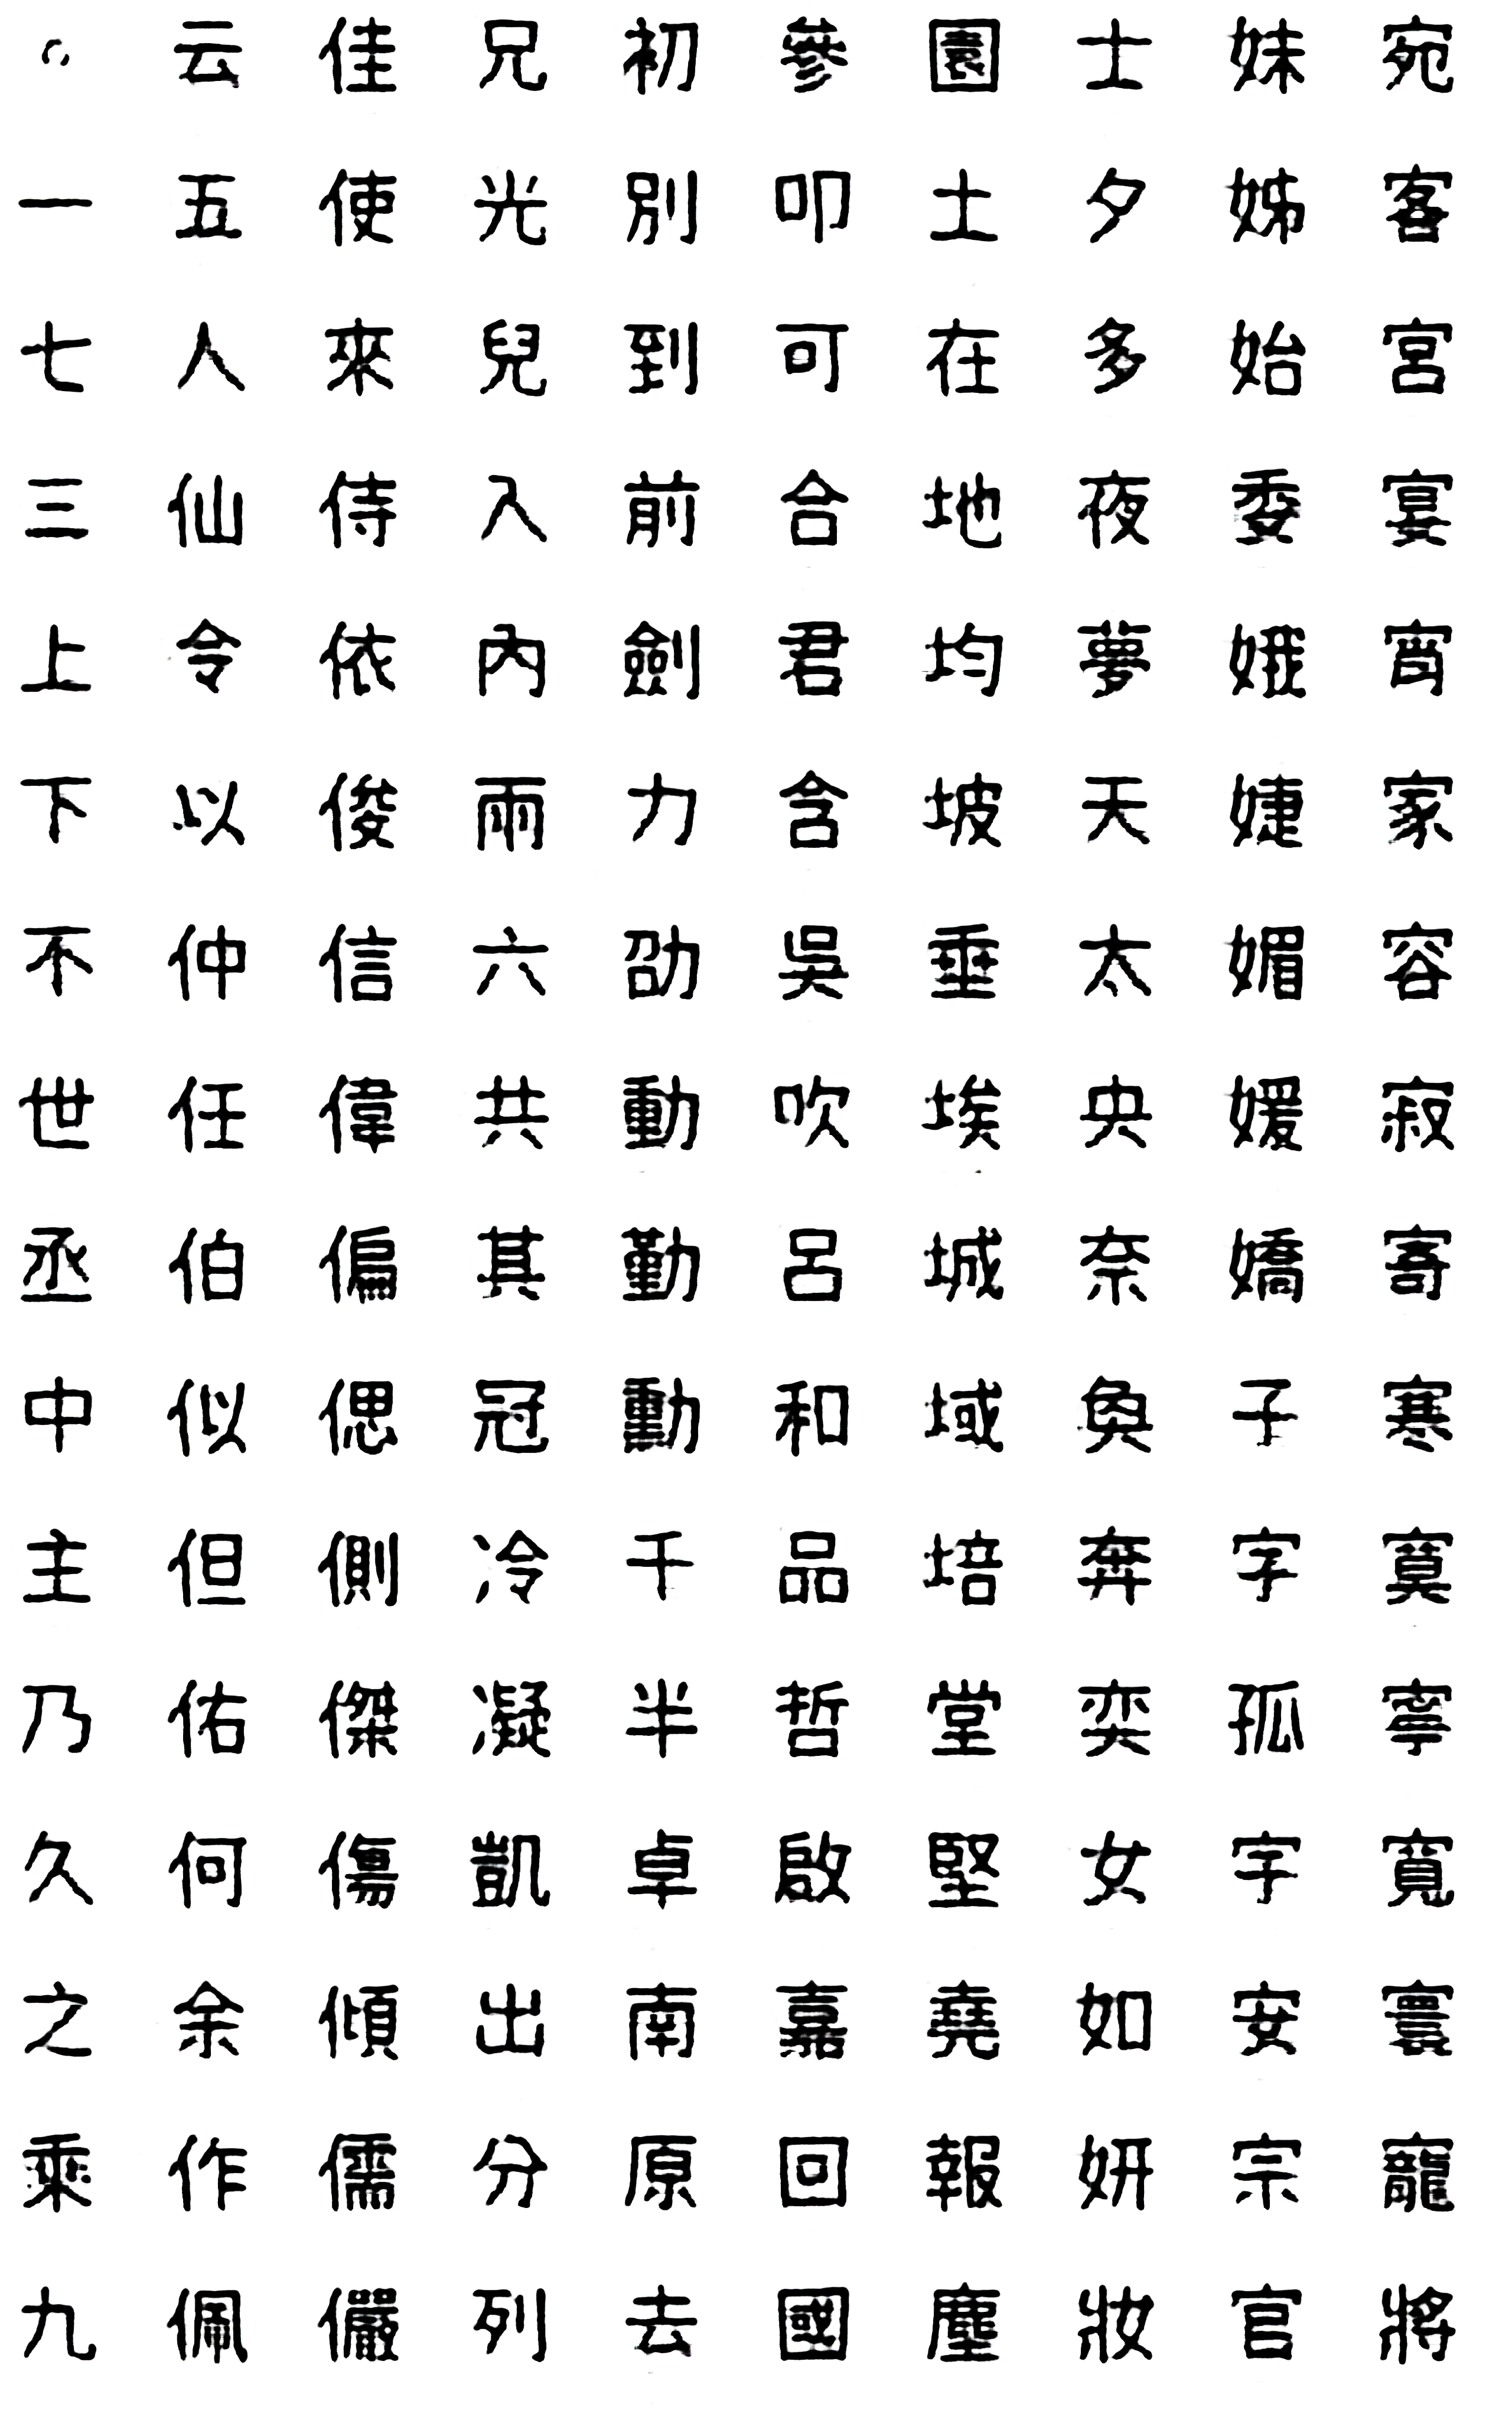 。一七三上下不世丞中主乃久之乘九
云五人仙令以仲任伯似但佑何余作佩
佳使來侍依俊信偉偏偲側傑傷傾儒儼
兄光兒入內兩六共其冠冷凝凱出分列
初別到前劍力劭動勤勳千半卓南原去
參叩可合君含吳吹呂和品哲啟嘉回國
園土在地均坡垂埃城域培堂堅堯報塵
士夕多夜夢天太央奈奐奔奕女如妍妝
妹姊始委娥婕媚媛嬌子字孤宇安宗官
宛客宮宴宵家容寂寄寒寞寧寬寰寵將